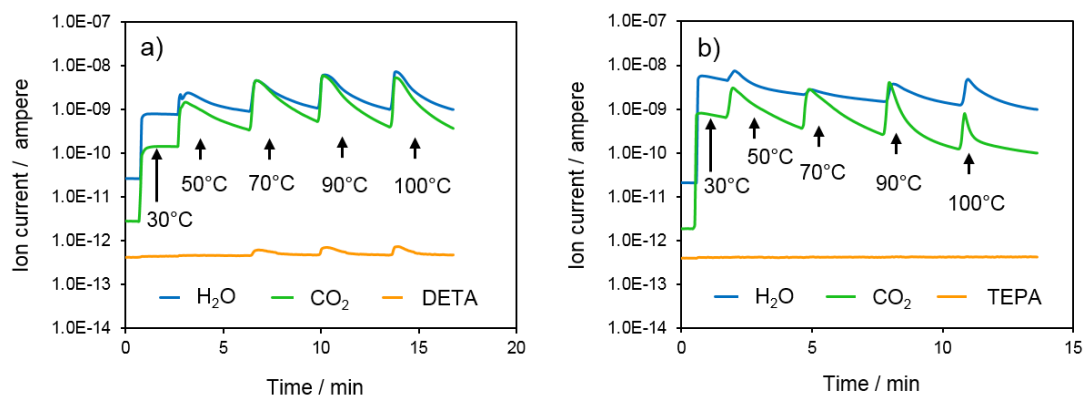 a)
Ion current / ampere
1.0E-07
1.0E-08
1.0E-09
1.0E-10
1.0E-11
1.0E-12
1.0E-13
1.0E-14
30°C
50°C
70°C
90°C
100°C
H₂O CO₂ DETA
0 5 10 15 20
Time / min
b)
Ion current / ampere
1.0E-07
1.0E-08
1.0E-09
1.0E-10
1.0E-11
1.0E-12
1.0E-13
1.0E-14
30°C
50°C
70°C
90°C
100°C
H₂O CO₂ TEPA
0 5 10 15
Time / min